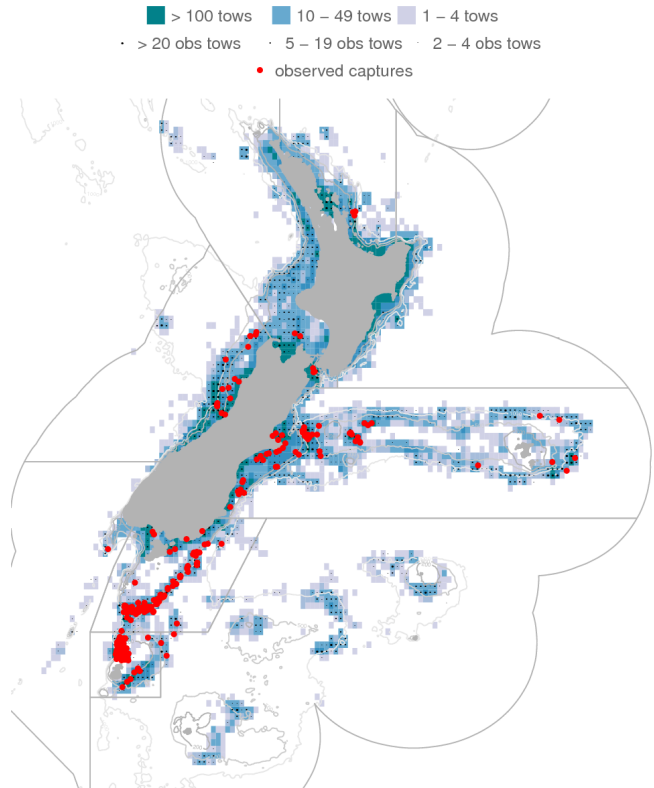 > 100 tows 10 − 49 tows 1 − 4 tows
> 20 obs tows 5 − 19 obs tows 2 − 4 obs tows
observed captures